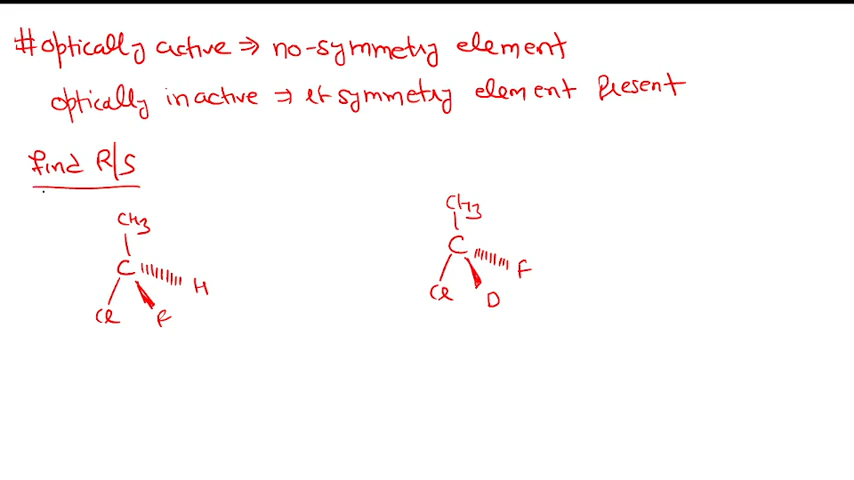 #optically active ⇒ no-symmetry element
optically inactive ⇒ if symmetry element Present
find R/S
CH3 CH3
C C
H F
Cl F Cl D